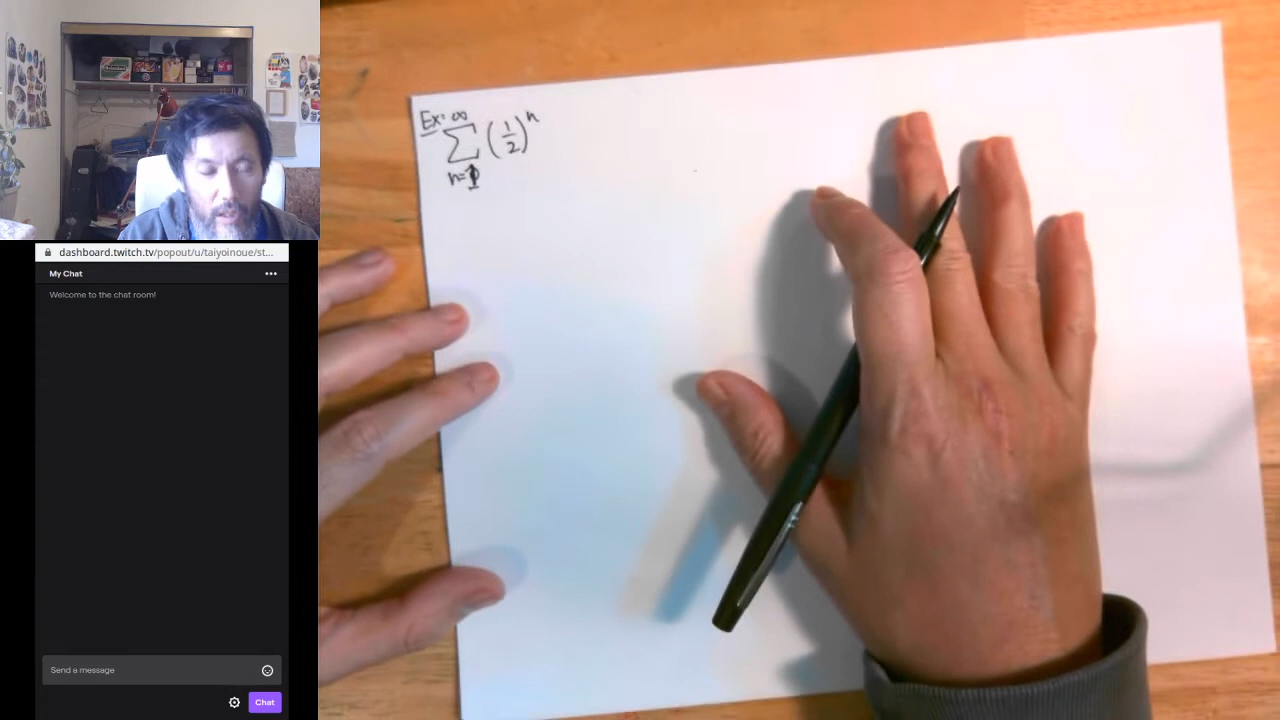 dashboard.twitch.tv/popout/u/taiyoinoue/st...
My Chat
Welcome to the chat room!
Send a message
Chat
Ex:
∞
∑ (1/2)^n
n=1